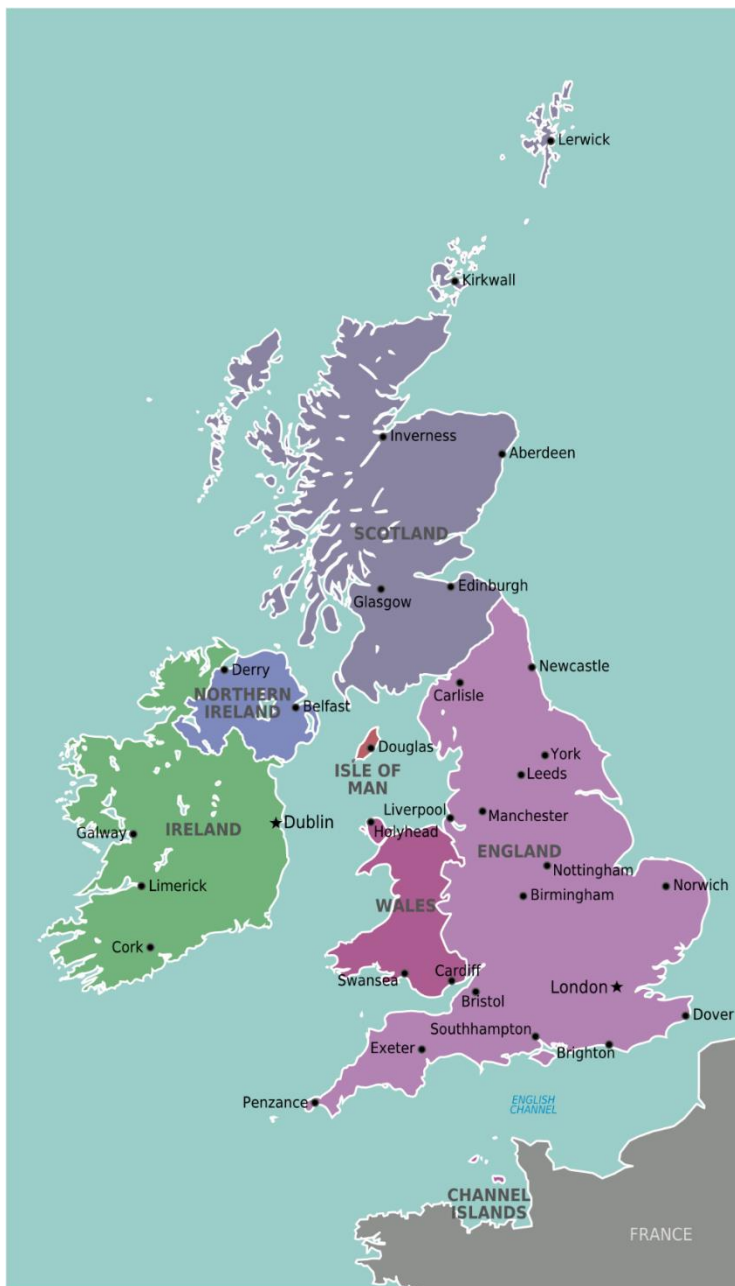 Lerwick
Kirkwall
Inverness
Aberdeen
SCOTLAND
Edinburgh
Glasgow
Newcastle
Derry
Carlisle
NORTHERN
IRELAND
Belfast
Douglas
York
ISLE OF
MAN
Leeds
Liverpool
Manchester
Dublin
Holyhead
Galway
IRELAND
ENGLAND
Nottingham
Limerick
Norwich
Birmingham
WALES
Cork
Cardiff
Swansea
London
Bristol
Dover
Southhampton
Exeter
Brighton
Penzance
ENGLISH
CHANNEL
CHANNEL
ISLANDS
FRANCE